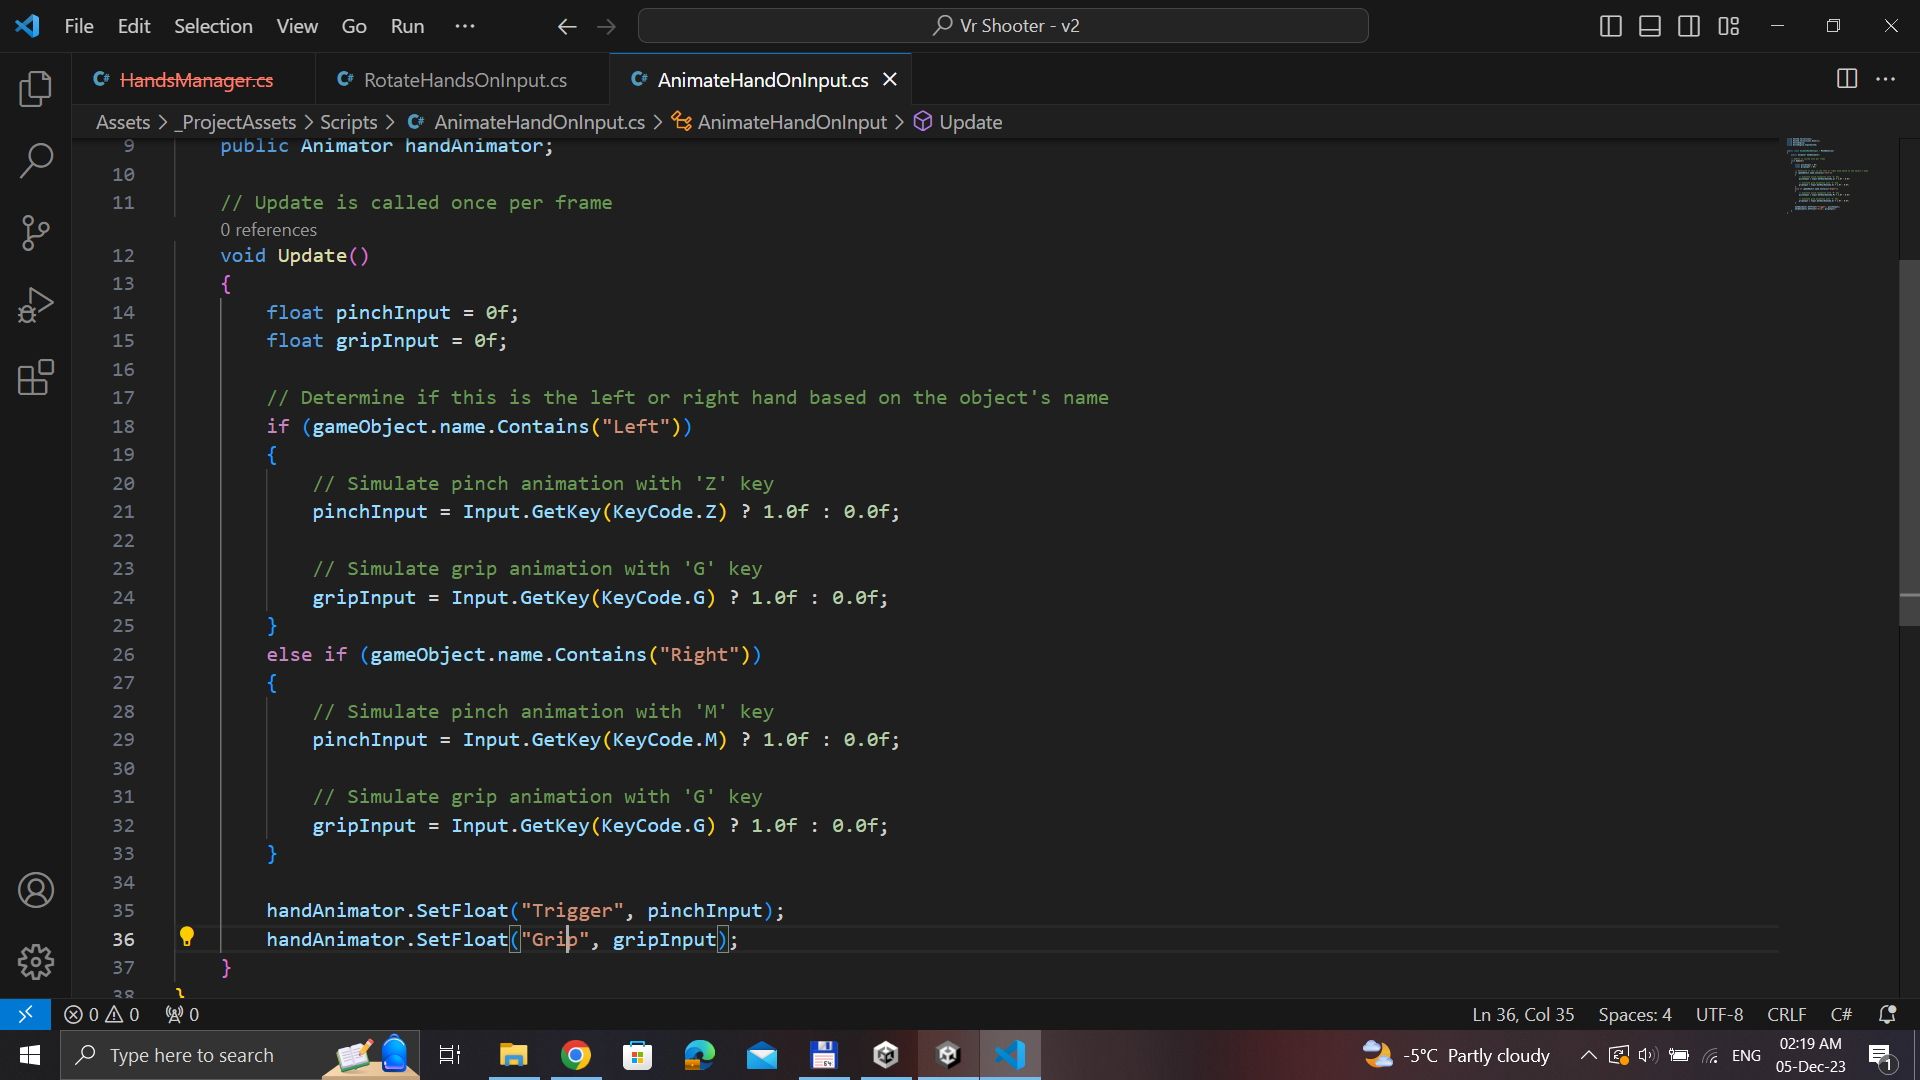 File Edit Selection View Go Run ··· Vr Shooter - v2
HandsManager.cs RotateHandsOnInput.cs AnimateHandOnInput.cs
Assets > _ProjectAssets > Scripts > AnimateHandOnInput.cs > AnimateHandOnInput > Update
9 public Animator handAnimator;
10
11 // Update is called once per frame
0 references
12 void Update()
13 {
14 float pinchInput = 0f;
15 float gripInput = 0f;
16
17 // Determine if this is the left or right hand based on the object's name
18 if (gameObject.name.Contains("Left"))
19 {
20 // Simulate pinch animation with 'Z' key
21 pinchInput = Input.GetKey(KeyCode.Z) ? 1.0f : 0.0f;
22
23 // Simulate grip animation with 'G' key
24 gripInput = Input.GetKey(KeyCode.G) ? 1.0f : 0.0f;
25 }
26 else if (gameObject.name.Contains("Right"))
27 {
28 // Simulate pinch animation with 'M' key
29 pinchInput = Input.GetKey(KeyCode.M) ? 1.0f : 0.0f;
30
31 // Simulate grip animation with 'G' key
32 gripInput = Input.GetKey(KeyCode.G) ? 1.0f : 0.0f;
33 }
34
35 handAnimator.SetFloat("Trigger", pinchInput);
36 handAnimator.SetFloat("Grip", gripInput);
37 }
38 }
0 0 0 Ln 36, Col 35 Spaces: 4 UTF-8 CRLF C#
Type here to search -5°C Partly cloudy ENG 02:19 AM
05-Dec-23 1